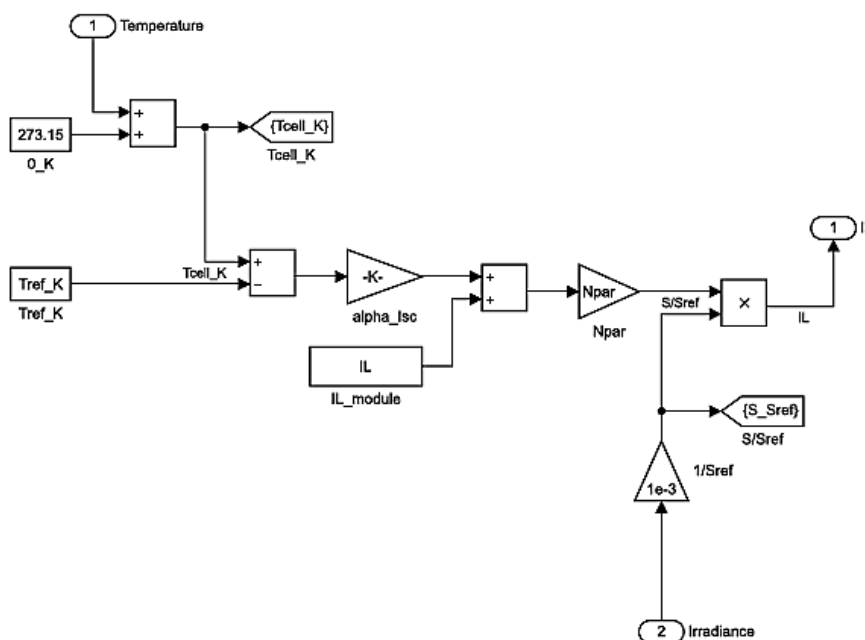 1 Temperature
+
273.15
+
{Tcell_K}
0_K
Tcell_K
1 I
Tref_K
Tcell_K
+
−
-K-
+
+
Npar
S/Sref
×
Tref_K
alpha_Isc
IL
Npar
IL
IL_module
{S_Sref}
S/Sref
1/Sref
1e-3
2 Irradiance